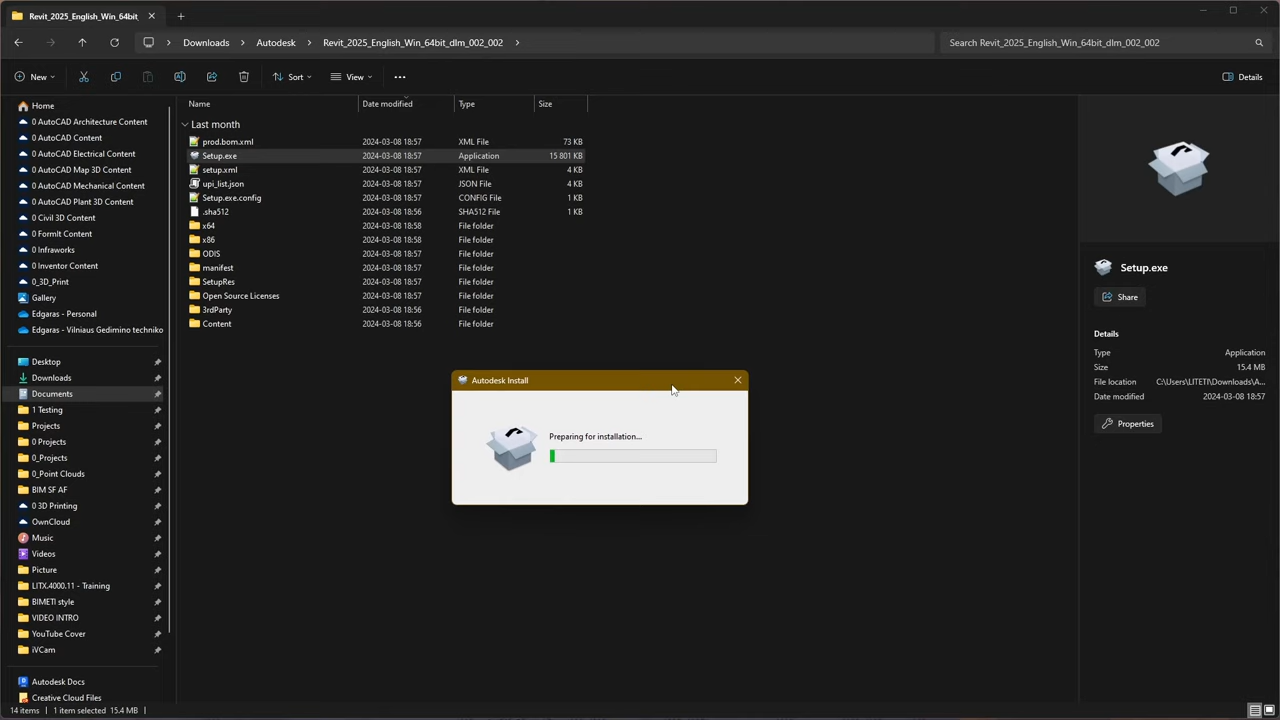 Revit_2025_English_Win_64bit_
Downloads
Autodesk
Revit_2025_English_Win_64bit_dlm_002_002
Search Revit_2025_English_Win_64bit_dlm_002_002
New
Sort
View
Details
Name
Date modified
Type
Size
Last month
prod.bom.xml 2024-03-08 18:57 XML File 73 KB
Setup.exe 2024-03-08 18:57 Application 15 801 KB
setup.xml 2024-03-08 18:57 XML File 4 KB
upi_list.json 2024-03-08 18:57 JSON File 4 KB
Setup.exe.config 2024-03-08 18:57 CONFIG File 1 KB
.sha512 2024-03-08 18:56 SHA512 File 1 KB
x64 2024-03-08 18:58 File folder
x86 2024-03-08 18:58 File folder
ODIS 2024-03-08 18:57 File folder
manifest 2024-03-08 18:57 File folder
SetupRes 2024-03-08 18:57 File folder
Open Source Licenses 2024-03-08 18:57 File folder
3rdParty 2024-03-08 18:56 File folder
Content 2024-03-08 18:56 File folder
Home
0 AutoCAD Architecture Content
0 AutoCAD Content
0 AutoCAD Electrical Content
0 AutoCAD Map 3D Content
0 AutoCAD Mechanical Content
0 AutoCAD Plant 3D Content
0 Civil 3D Content
0 FormIt Content
0 Infraworks
0 Inventor Content
0_3D_Print
Gallery
Edgaras - Personal
Edgaras - Vilniaus Gedimino techniko
Desktop
Downloads
Documents
1 Testing
Projects
0 Projects
0_Projects
0_Point Clouds
BIM SF AF
0 3D Printing
OwnCloud
Music
Videos
Picture
LITX.4000.11 - Training
BIMETI style
VIDEO INTRO
YouTube Cover
iVCam
Autodesk Docs
Creative Cloud Files
Autodesk Install
Preparing for installation...
Setup.exe
Share
Details
Type Application
Size 15.4 MB
File location C:\Users\LITETI\Downloads\A...
Date modified 2024-03-08 18:57
Properties
14 items
1 item selected 15.4 MB